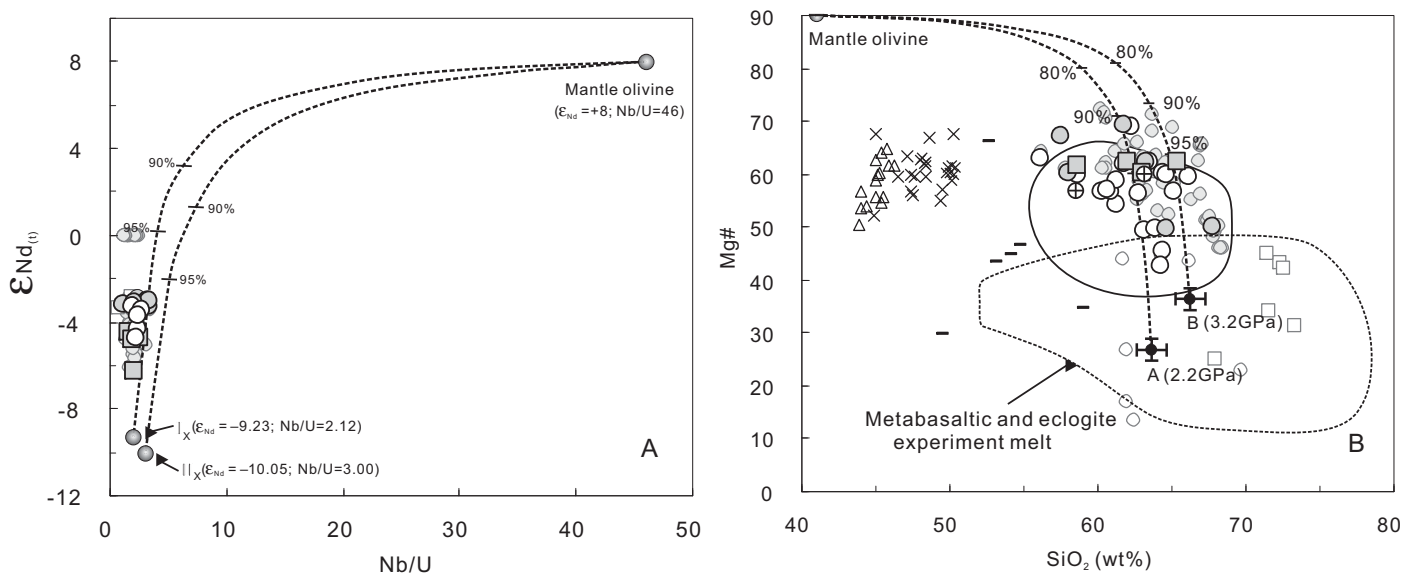 12
8
4
0
-4
-8
-12
εNd(t)
0
10
20
30
40
50
Nb/U
Mantle olivine
(εNd = +8; Nb/U=46)
90%
90%
95%
95%
IX(εNd = –9.23; Nb/U=2.12)
IIX(εNd = –10.05; Nb/U=3.00)
A
90
80
90
70
60
50
40
30
20
10
0
Mg#
40
50
60
70
80
SiO2 (wt%)
Mantle olivine
80%
80%
90%
90%
95%
B (3.2GPa)
A (2.2GPa)
Metabasaltic and eclogite
experiment melt
B